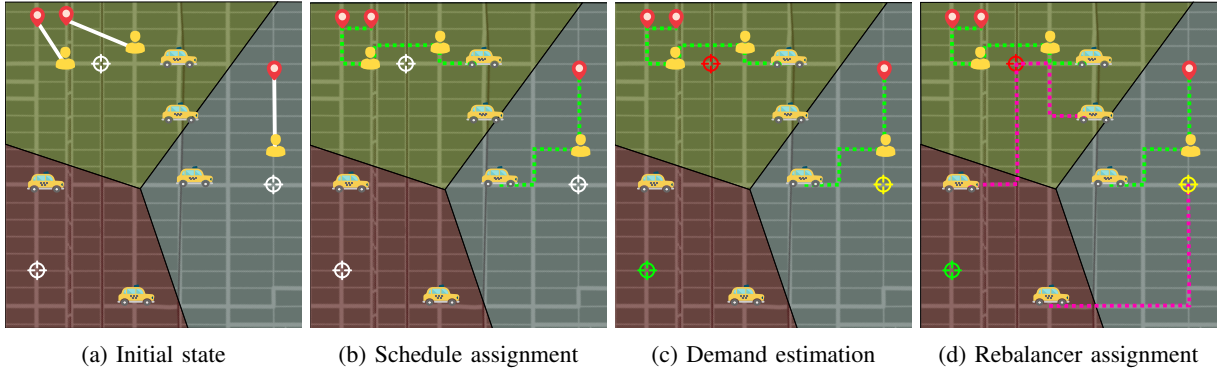 (a) Initial state
(b) Schedule assignment
(c) Demand estimation
(d) Rebalancer assignment